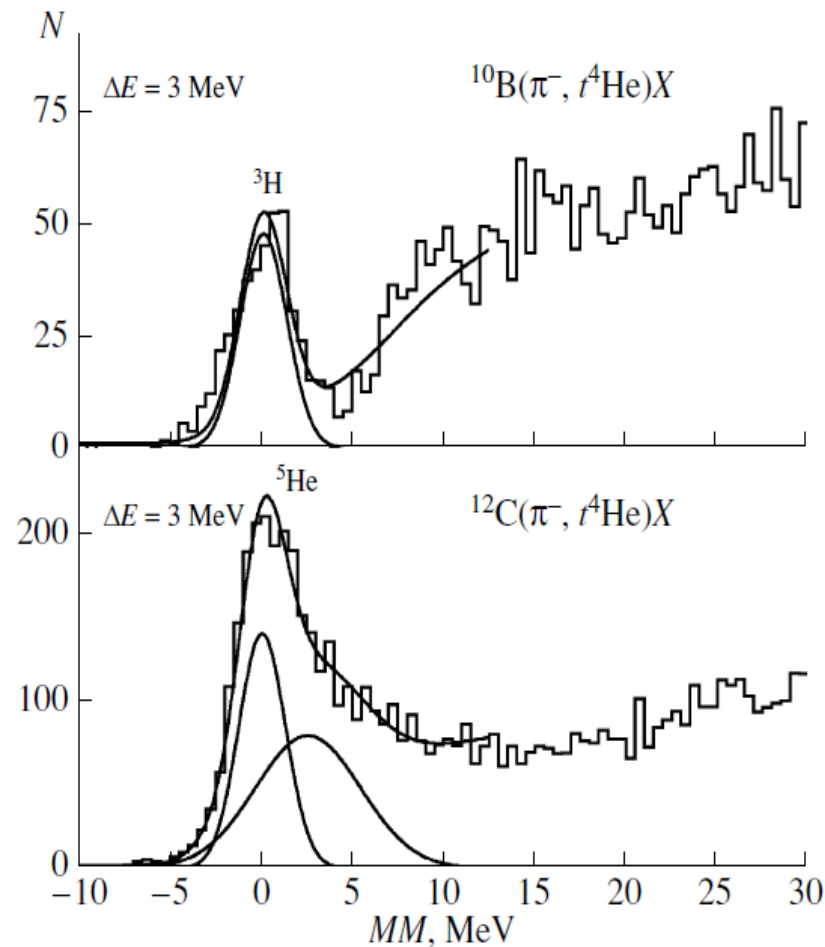 N
ΔE = 3 MeV
¹⁰B(π⁻, t⁴He)X
75
³H
50
25
0
⁵He
ΔE = 3 MeV
¹²C(π⁻, t⁴He)X
200
100
0
−10 −5 0 5 10 15 20 25 30
MM, MeV